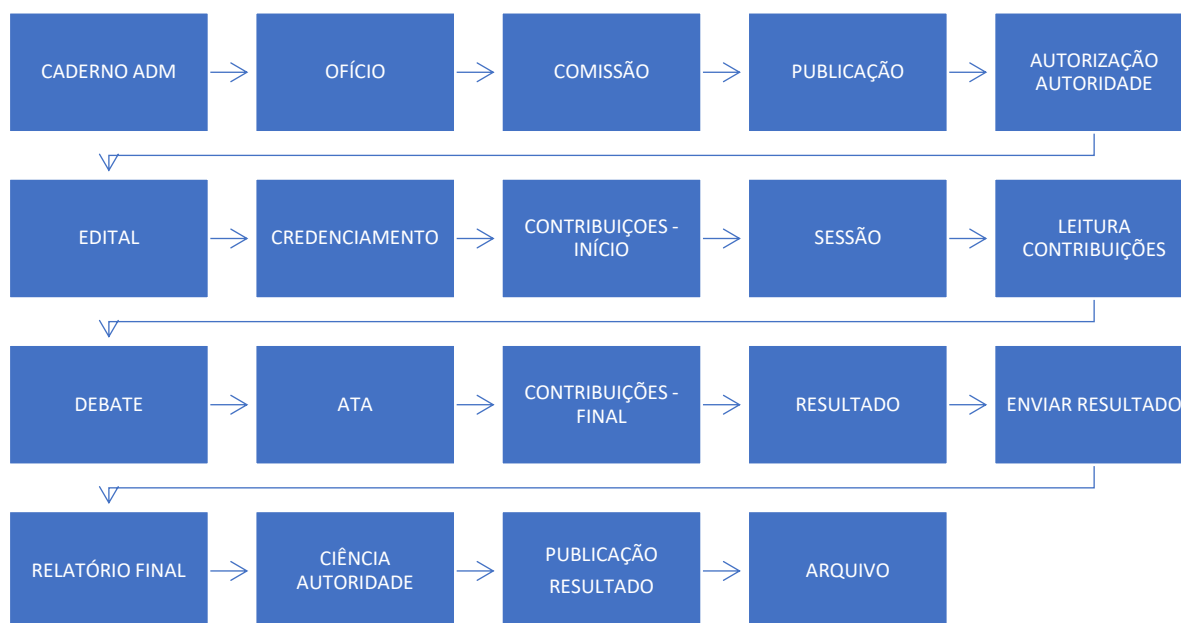 CADERNO ADM
OFÍCIO
COMISSÃO
PUBLICAÇÃO
AUTORIZAÇÃO
AUTORIDADE
EDITAL
CREDENCIAMENTO
CONTRIBUIÇOES -
INÍCIO
SESSÃO
LEITURA
CONTRIBUIÇÕES
DEBATE
ATA
CONTRIBUIÇÕES -
FINAL
RESULTADO
ENVIAR RESULTADO
RELATÓRIO FINAL
CIÊNCIA
AUTORIDADE
PUBLICAÇÃO
RESULTADO
ARQUIVO